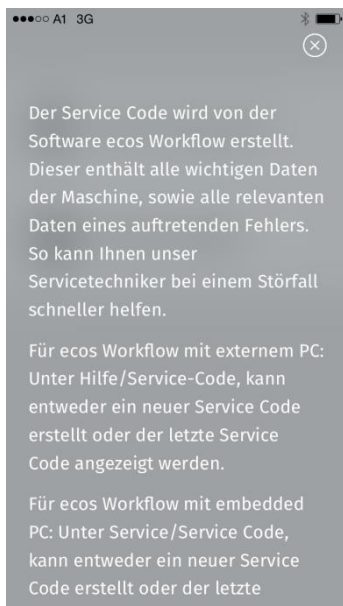 A1 3G
Der Service Code wird von der
Software ecos Workflow erstellt.
Dieser enthält alle wichtigen Daten
der Maschine, sowie alle relevanten
Daten eines auftretenden Fehlers.
So kann Ihnen unser
Servicetechniker bei einem Störfall
schneller helfen.
Für ecos Workflow mit externem PC:
Unter Hilfe/Service-Code, kann
entweder ein neuer Service Code
erstellt oder der letzte Service
Code angezeigt werden.
Für ecos Workflow mit embedded
PC: Unter Service/Service Code,
kann entweder ein neuer Service
Code erstellt oder der letzte